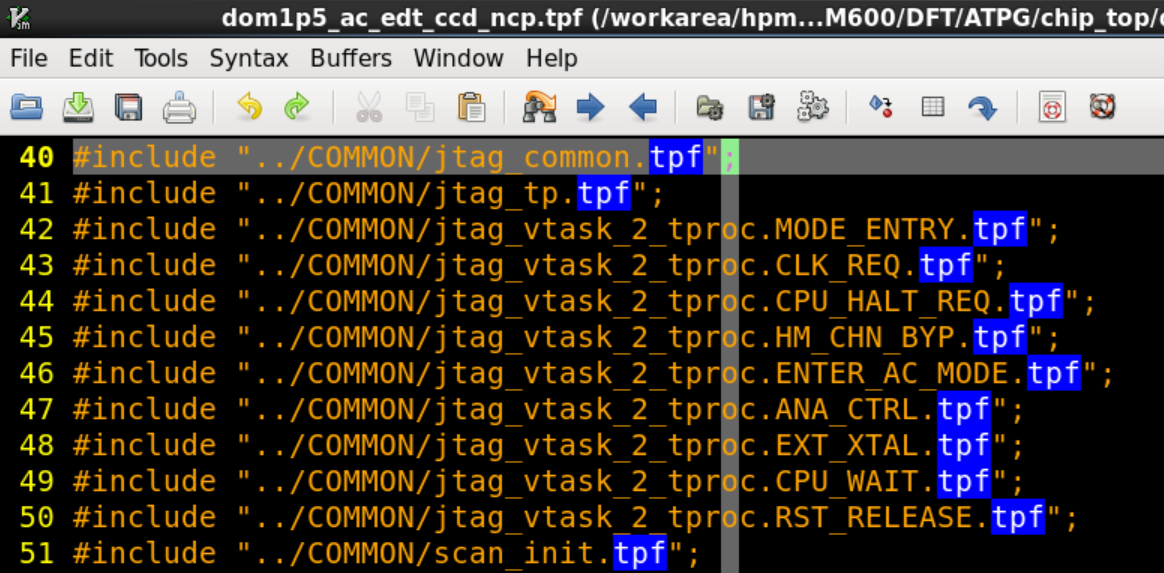 dom1p5_ac_edt_ccd_ncp.tpf (/workarea/hpm...M600/DFT/ATPG/chip_top/
File Edit Tools Syntax Buffers Window Help
40 #include "../COMMON/jtag_common.tpf";
41 #include "../COMMON/jtag_tp.tpf";
42 #include "../COMMON/jtag_vtask_2_tproc.MODE_ENTRY.tpf";
43 #include "../COMMON/jtag_vtask_2_tproc.CLK_REQ.tpf";
44 #include "../COMMON/jtag_vtask_2_tproc.CPU_HALT_REQ.tpf";
45 #include "../COMMON/jtag_vtask_2_tproc.HM_CHN_BYP.tpf";
46 #include "../COMMON/jtag_vtask_2_tproc.ENTER_AC_MODE.tpf";
47 #include "../COMMON/jtag_vtask_2_tproc.ANA_CTRL.tpf";
48 #include "../COMMON/jtag_vtask_2_tproc.EXT_XTAL.tpf";
49 #include "../COMMON/jtag_vtask_2_tproc.CPU_WAIT.tpf";
50 #include "../COMMON/jtag_vtask_2_tproc.RST_RELEASE.tpf";
51 #include "../COMMON/scan_init.tpf";